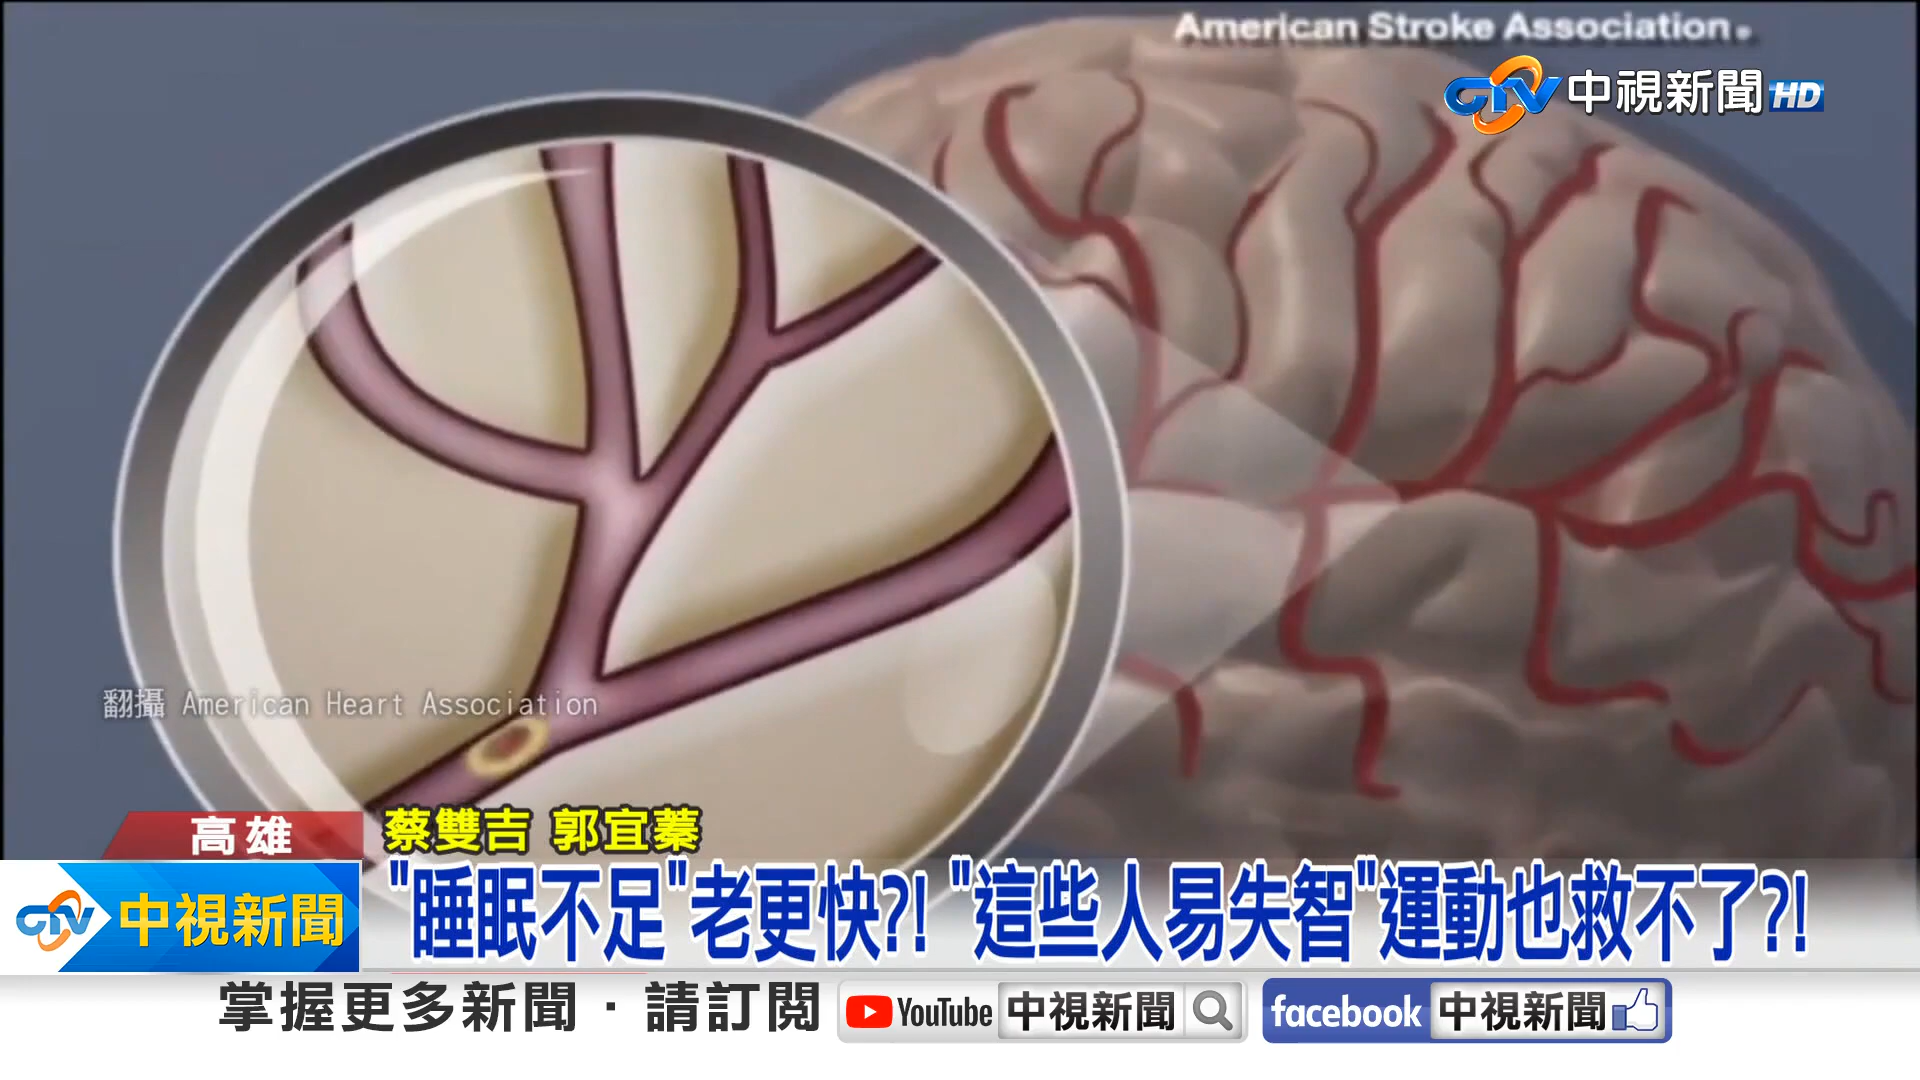 American Stroke Association®
CTV 中視新聞 HD
翻攝 American Heart Association
高雄
蔡雙吉 郭宜蓁
"睡眠不足"老更快?! "這些人易失智"運動也救不了?!
CTV 中視新聞
掌握更多新聞·請訂閱 YouTube 中視新聞 facebook 中視新聞